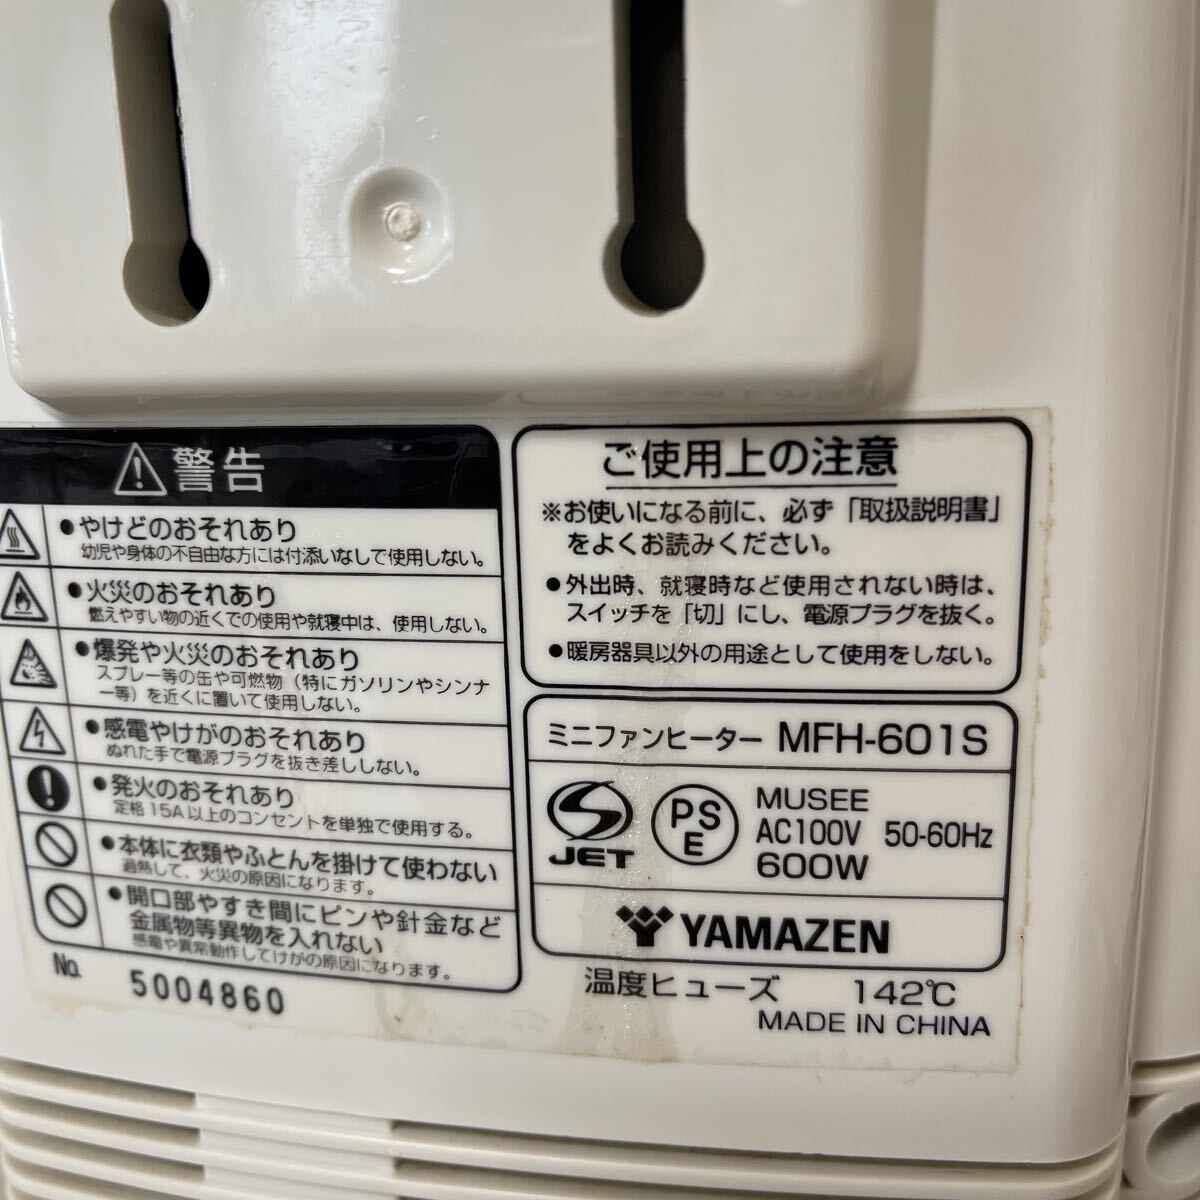 警告
●やけどのおそれあり
幼児や身体の不自由な方には付添いなしで使用しない。
●火災のおそれあり
燃えやすい物の近くでの使用や就寝中は、使用しない。
●爆発や火災のおそれあり
スプレー等の缶や可燃物（特にガソリンやシンナ
ー等）を近くに置いて使用しない。
●感電やけがのおそれあり
ぬれた手で電源プラグを抜き差ししない。
●発火のおそれあり
定格15A以上のコンセントを単独で使用する。
●本体に衣類やふとんを掛けて使わない
過熱して、火災の原因になります。
●開口部やすき間にピンや針金など
金属物等異物を入れない
感電や異常動作してけがの原因になります。
No. 5004860
ご使用上の注意
※お使いになる前に、必ず「取扱説明書」
をよくお読みください。
●外出時、就寝時など使用されない時は、
スイッチを「切」にし、電源プラグを抜く。
●暖房器具以外の用途として使用をしない。
ミニファンヒーター MFH-601S
JET
PSE
MUSEE
AC100V 50-60Hz
600W
YAMAZEN
温度ヒューズ 142℃
MADE IN CHINA